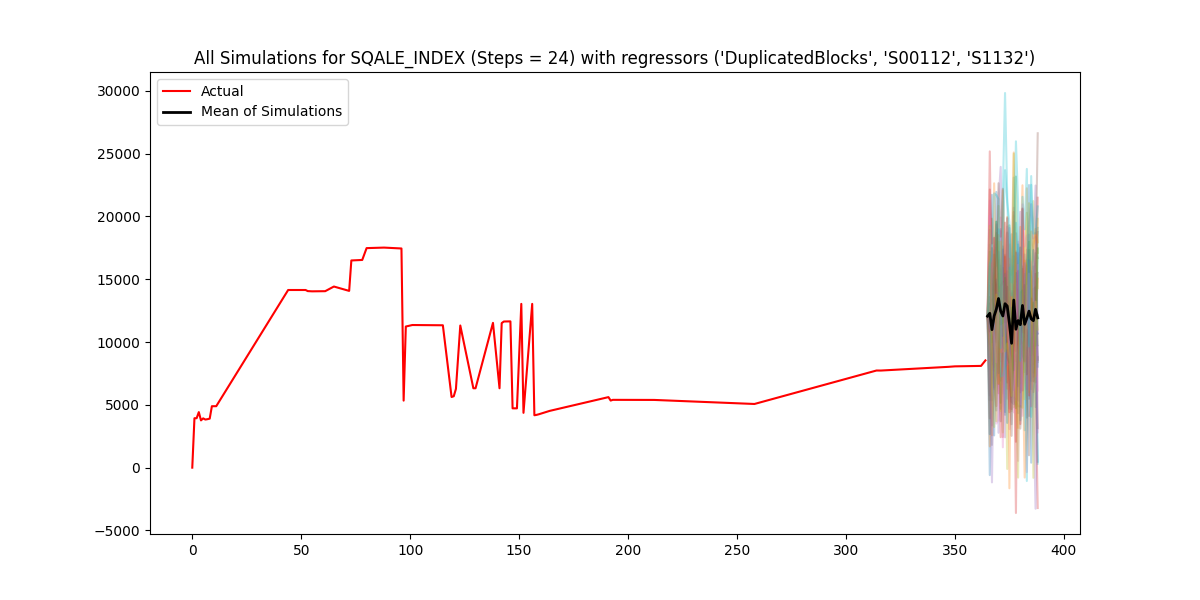 All Simulations for SQALE_INDEX (Steps = 24) with regressors ('DuplicatedBlocks', 'S00112', 'S1132')
Actual
Mean of Simulations
30000
25000
20000
15000
10000
5000
0
−5000
0 50 100 150 200 250 300 350 400